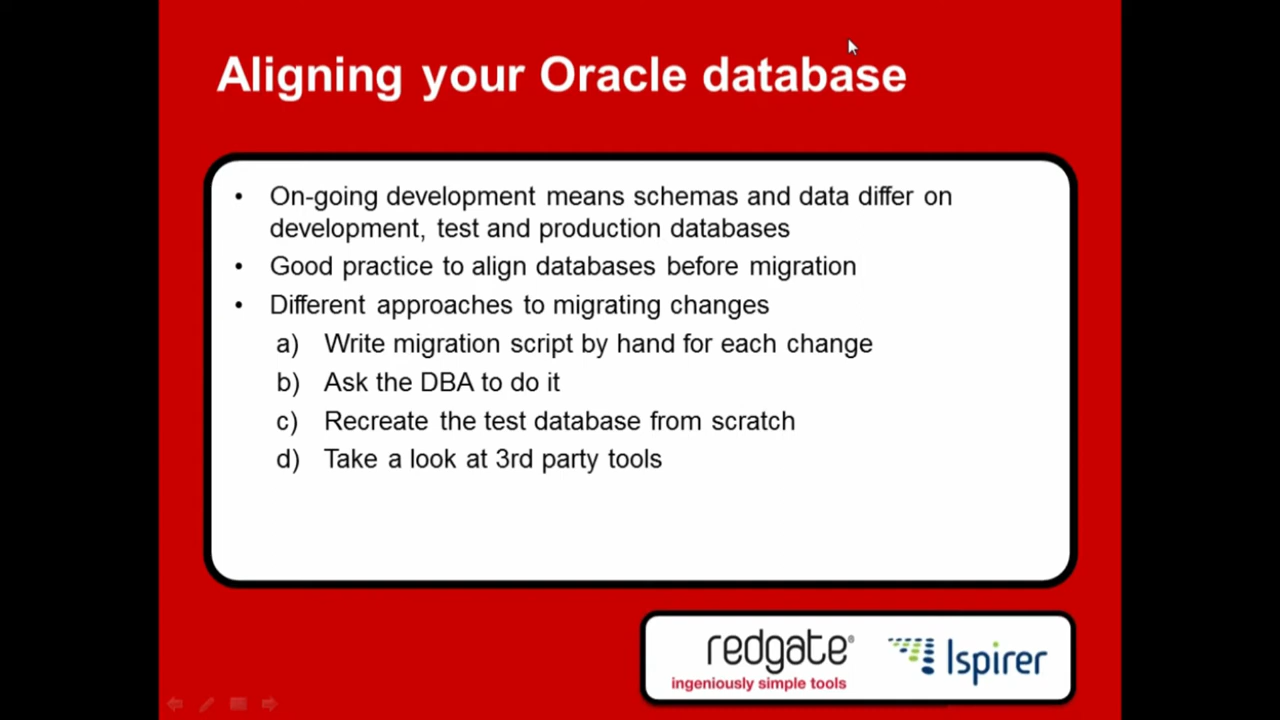 Aligning your Oracle database
• On-going development means schemas and data differ on
development, test and production databases
• Good practice to align databases before migration
• Different approaches to migrating changes
a) Write migration script by hand for each change
b) Ask the DBA to do it
c) Recreate the test database from scratch
d) Take a look at 3rd party tools
redgate®
ingeniously simple tools
Ispirer